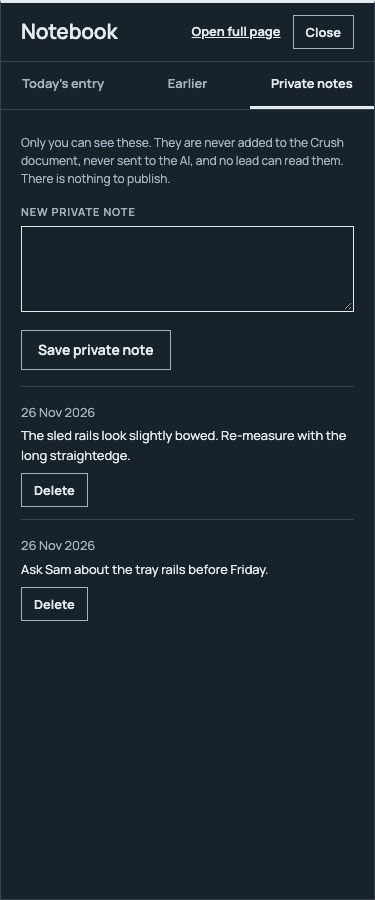 Notebook
Open full page
Close
Today's entry
Earlier
Private notes
Only you can see these. They are never added to the Crush
document, never sent to the AI, and no lead can read them.
There is nothing to publish.
NEW PRIVATE NOTE
Save private note
26 Nov 2026
The sled rails look slightly bowed. Re-measure with the
long straightedge.
Delete
26 Nov 2026
Ask Sam about the tray rails before Friday.
Delete